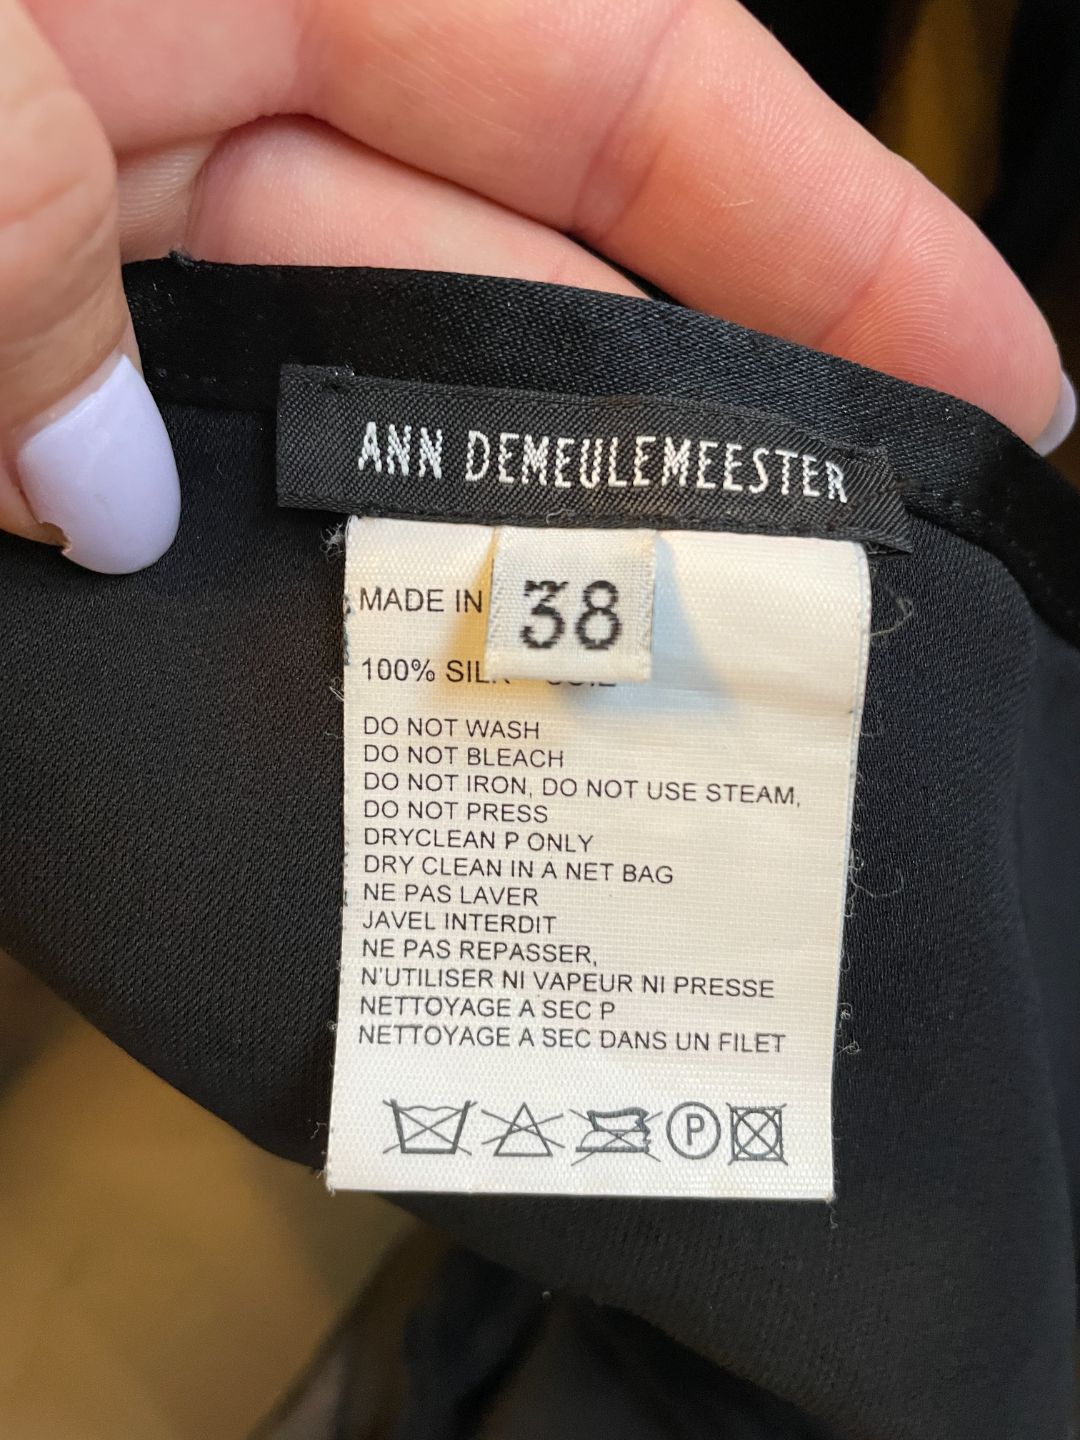 ANN DEMEULEMEESTER
38
MADE IN
100% SILK
DO NOT WASH
DO NOT BLEACH
DO NOT IRON, DO NOT USE STEAM,
DO NOT PRESS
DRYCLEAN P ONLY
DRY CLEAN IN A NET BAG
NE PAS LAVER
JAVEL INTERDIT
NE PAS REPASSER,
N'UTILISER NI VAPEUR NI PRESSE
NETTOYAGE A SEC P
NETTOYAGE A SEC DANS UN FILET
P